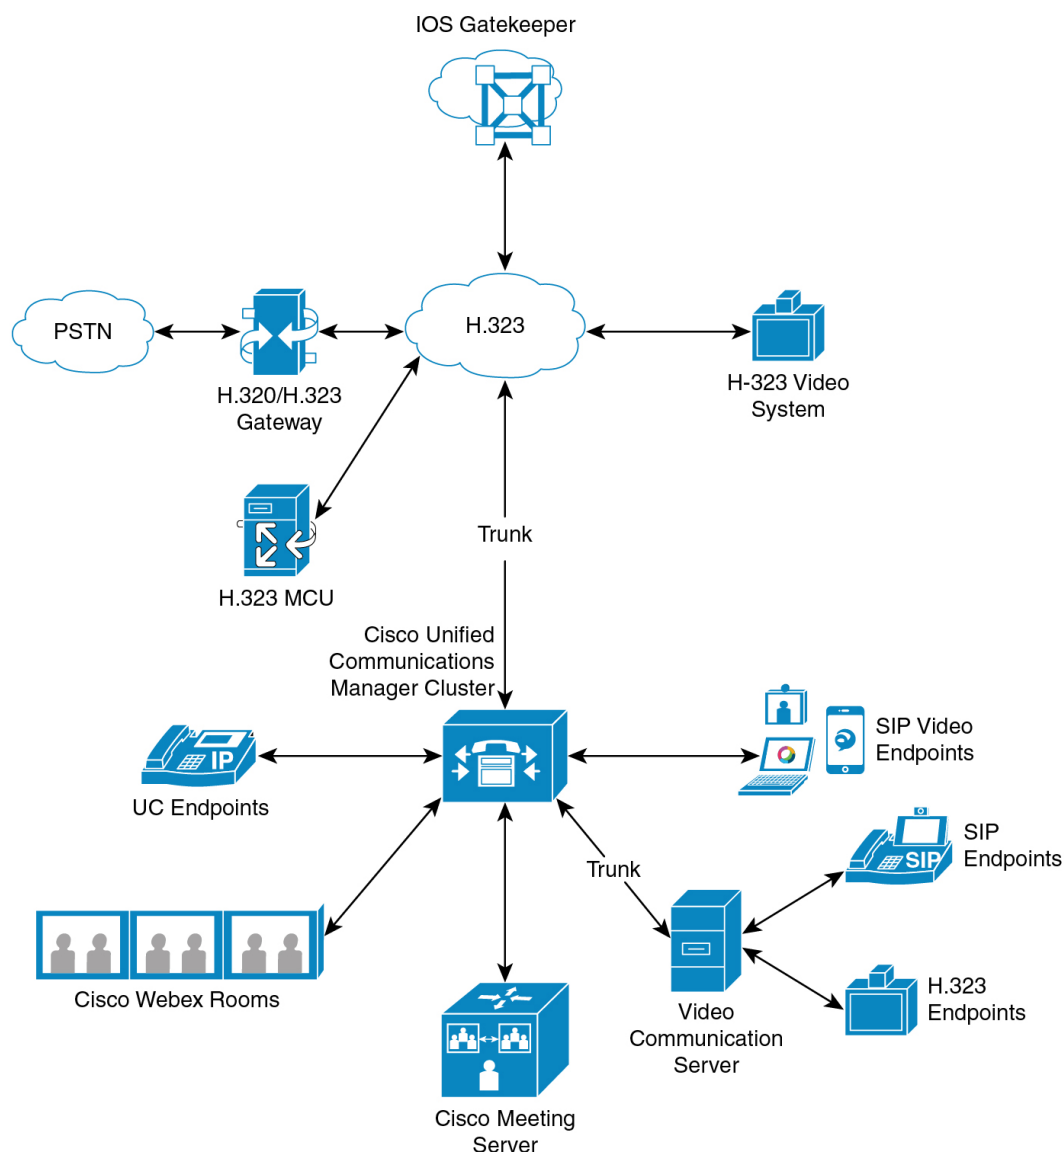 IOS Gatekeeper
PSTN
H.323
H.320/H.323
Gateway
H-323 Video
System
H.323 MCU
Trunk
Cisco Unified
Communications
Manager Cluster
IP
UC Endpoints
SIP Video
Endpoints
SIP
SIP
Endpoints
Trunk
Cisco Webex Rooms
H.323
Endpoints
Video
Communication
Server
Cisco Meeting
Server